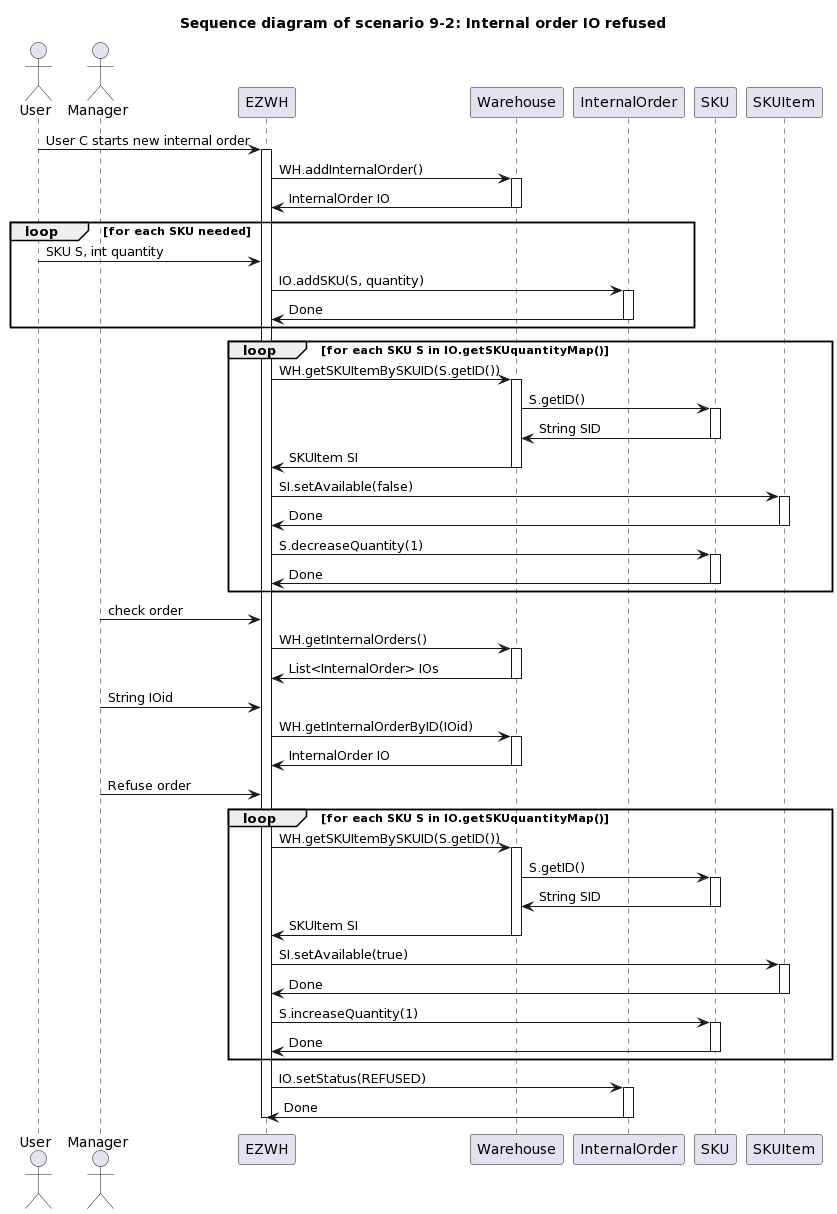 Sequence diagram of scenario 9-2: Internal order IO refused
User
Manager
EZWH
Warehouse
InternalOrder
SKU
SKUItem
User C starts new internal order
WH.addInternalOrder()
InternalOrder IO
loop
[for each SKU needed]
SKU S, int quantity
IO.addSKU(S, quantity)
Done
loop
[for each SKU S in IO.getSKUquantityMap()]
WH.getSKUItemBySKUID(S.getID())
S.getID()
String SID
SKUItem SI
SI.setAvailable(false)
Done
S.decreaseQuantity(1)
Done
check order
WH.getInternalOrders()
List<InternalOrder> IOs
String IOid
WH.getInternalOrderByID(IOid)
InternalOrder IO
Refuse order
loop
[for each SKU S in IO.getSKUquantityMap()]
WH.getSKUItemBySKUID(S.getID())
S.getID()
String SID
SKUItem SI
SI.setAvailable(true)
Done
S.increaseQuantity(1)
Done
IO.setStatus(REFUSED)
Done
User
Manager
EZWH
Warehouse
InternalOrder
SKU
SKUItem